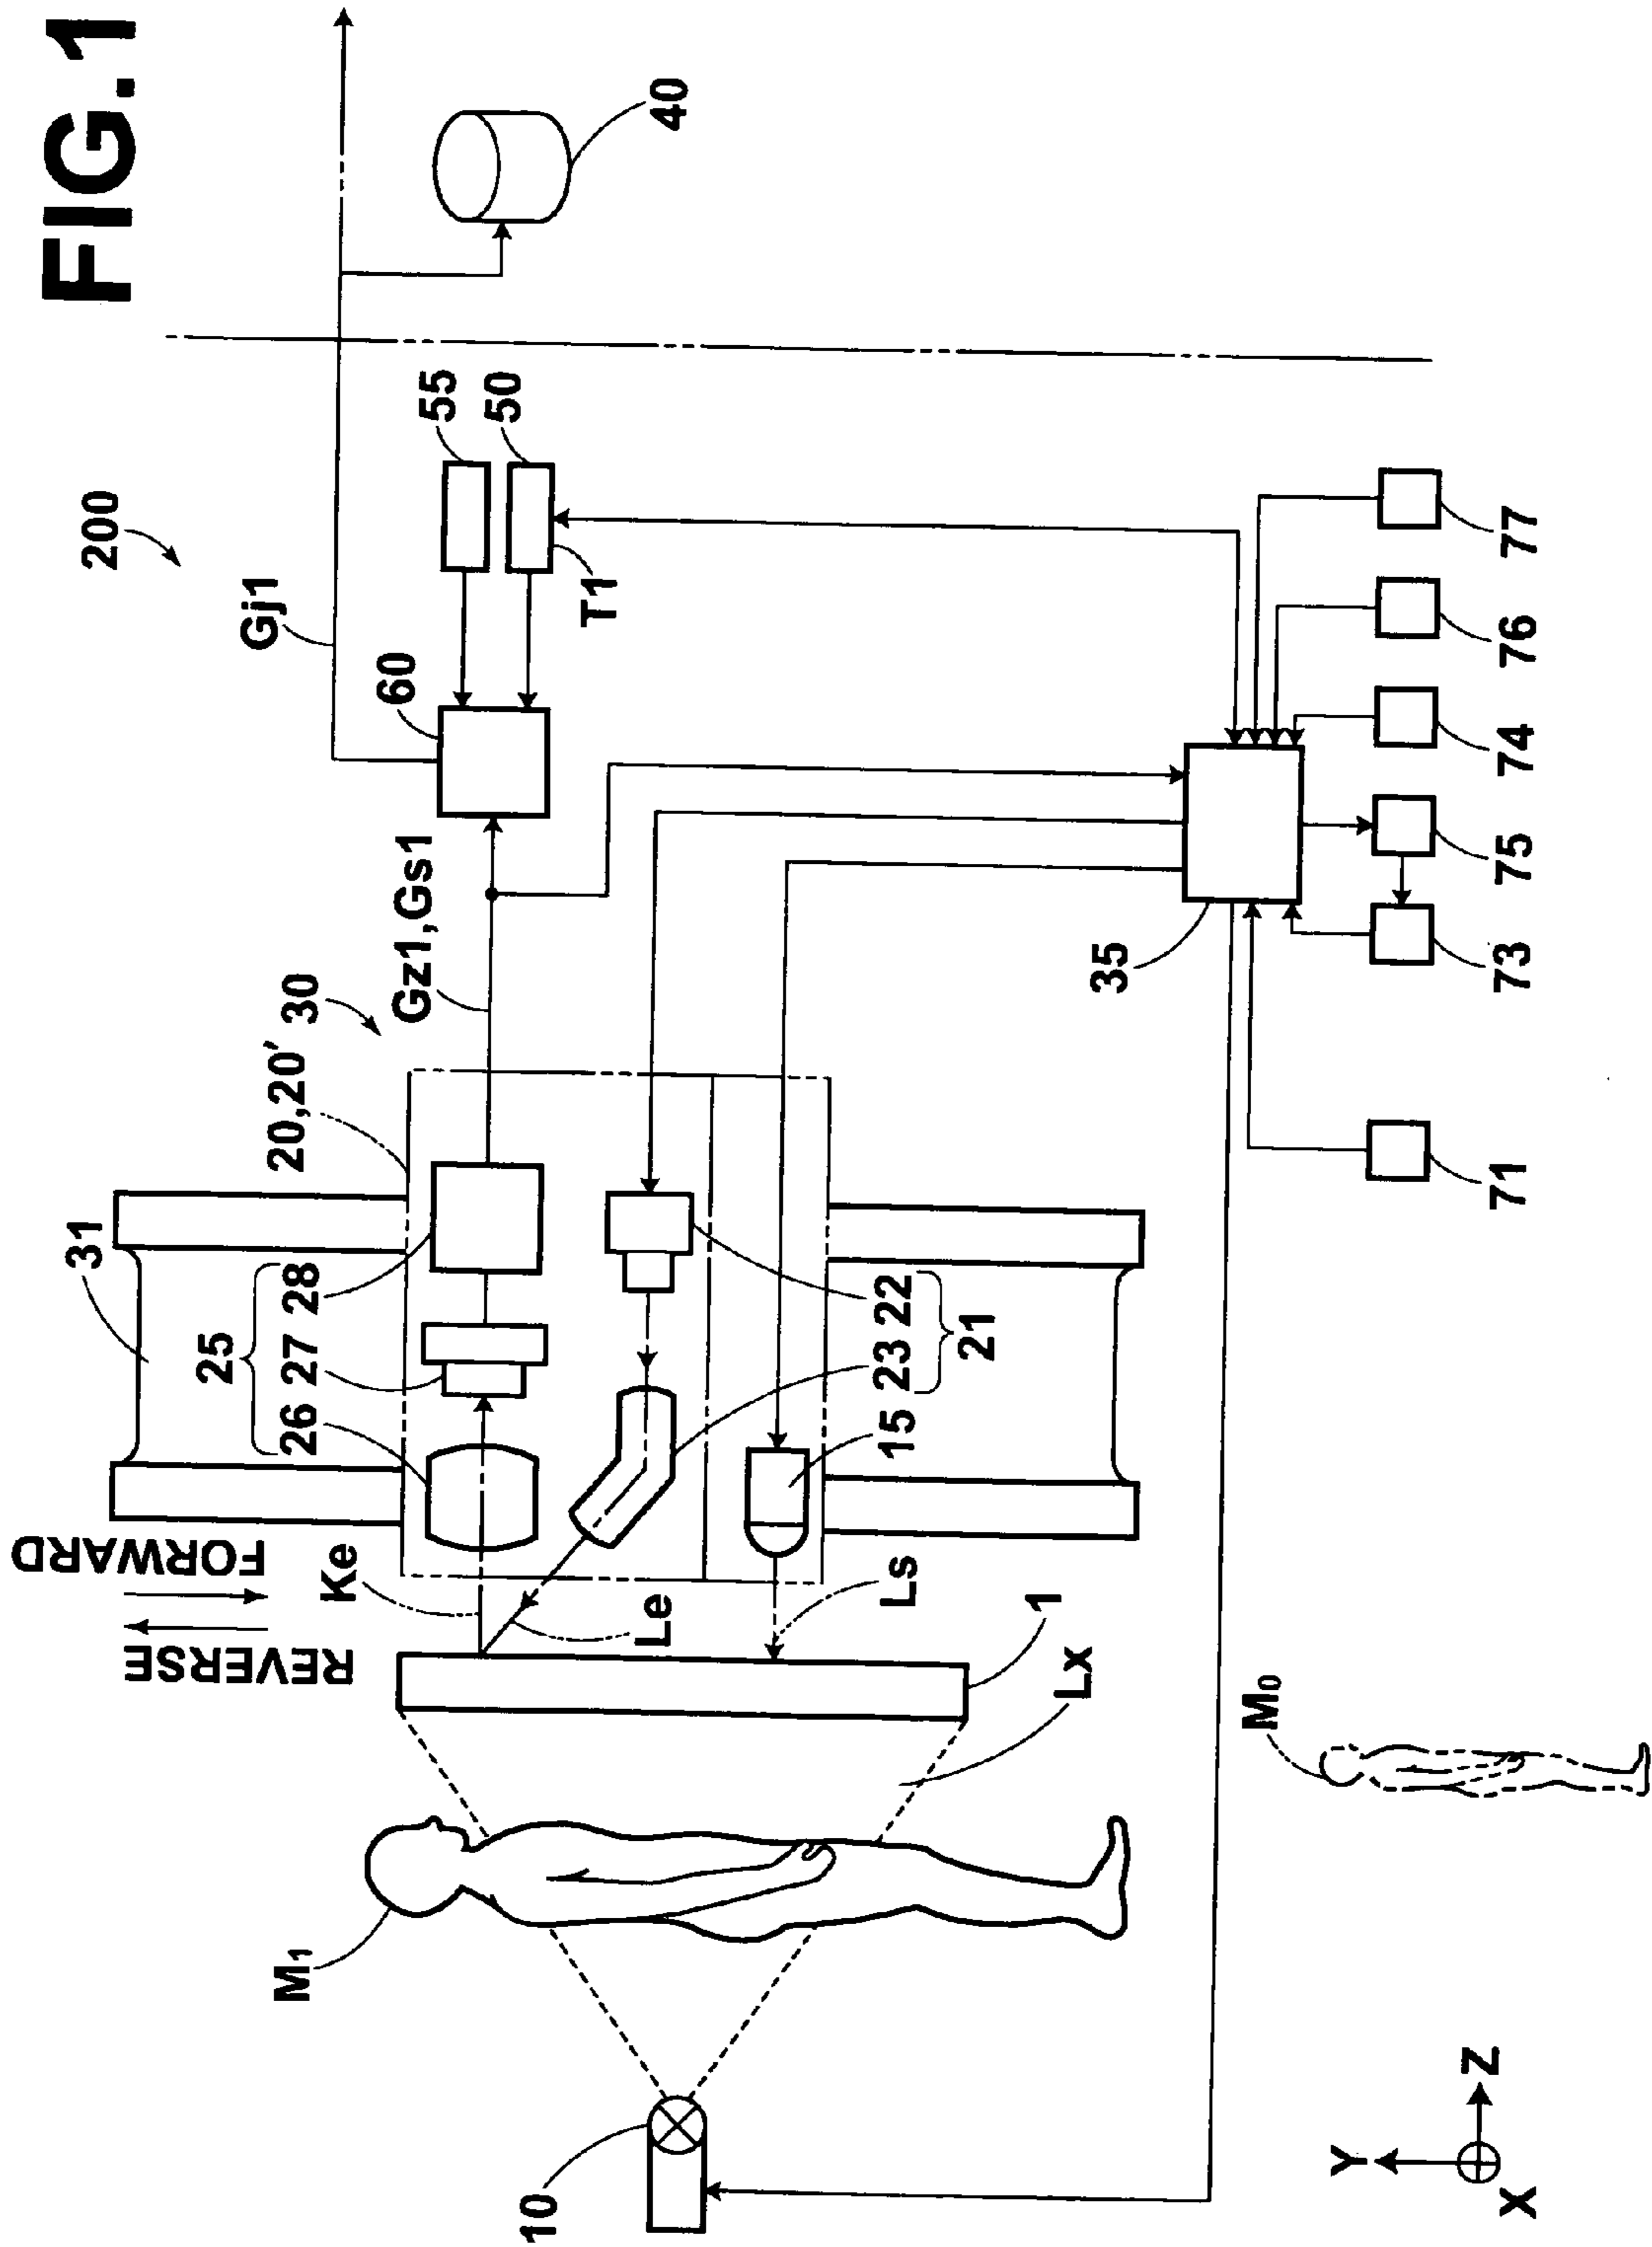 FIG.1
200
Gj1
40
31
20,20′
30
60
55
50
Gz1,Gs1
T1
25
26 27 28
REVERSE
FORWARD
Ke
Le
23 22
21
15
Ls
1
Lx
M1
M0
10
35
71
73
75
74
76
77
Y
X
Z